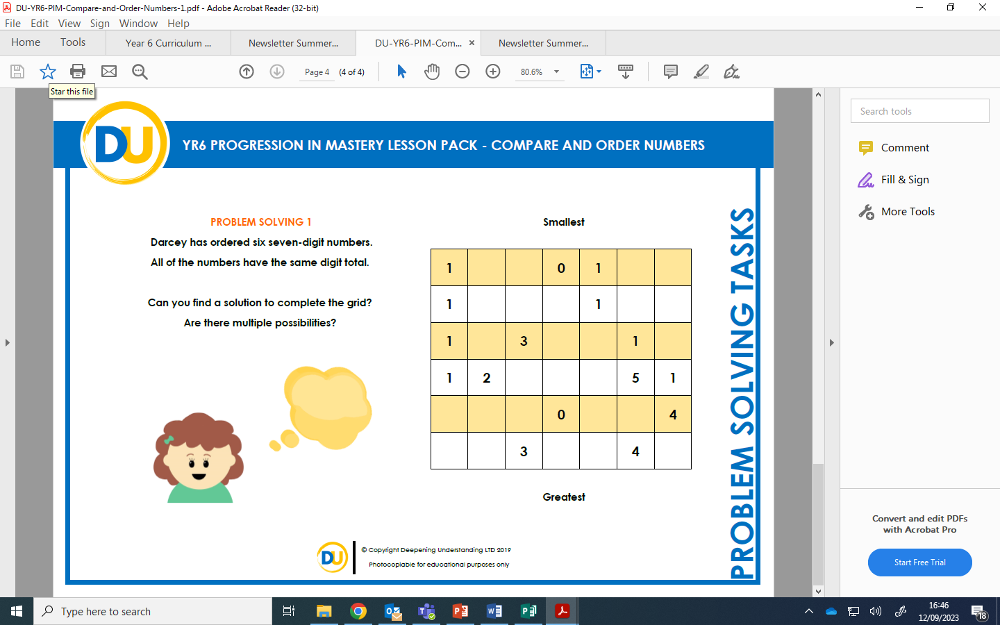 DU-YR6-PIM-Compare-and-Order-Numbers-1.pdf - Adobe Acrobat Reader (32-bit)
File Edit View Sign Window Help
Home Tools Year 6 Curriculum ... Newsletter Summer... DU-YR6-PIM-Com... × Newsletter Summer...
Page 4 (4 of 4) 80.6%
Star this file
Search tools
Comment
Fill & Sign
More Tools
Convert and edit PDFs
with Acrobat Pro
Start Free Trial
DU
YR6 PROGRESSION IN MASTERY LESSON PACK - COMPARE AND ORDER NUMBERS
PROBLEM SOLVING 1
Darcey has ordered six seven-digit numbers.
All of the numbers have the same digit total.
Can you find a solution to complete the grid?
Are there multiple possibilities?
Smallest
1 0 1
1 1
1 3 1
1 2 5 1
0 4
3 4
Greatest
PROBLEM SOLVING TASKS
DU
© Copyright Deepening Understanding LTD 2019
Photocopiable for educational purposes only
Type here to search
16:46
12/09/2023
18